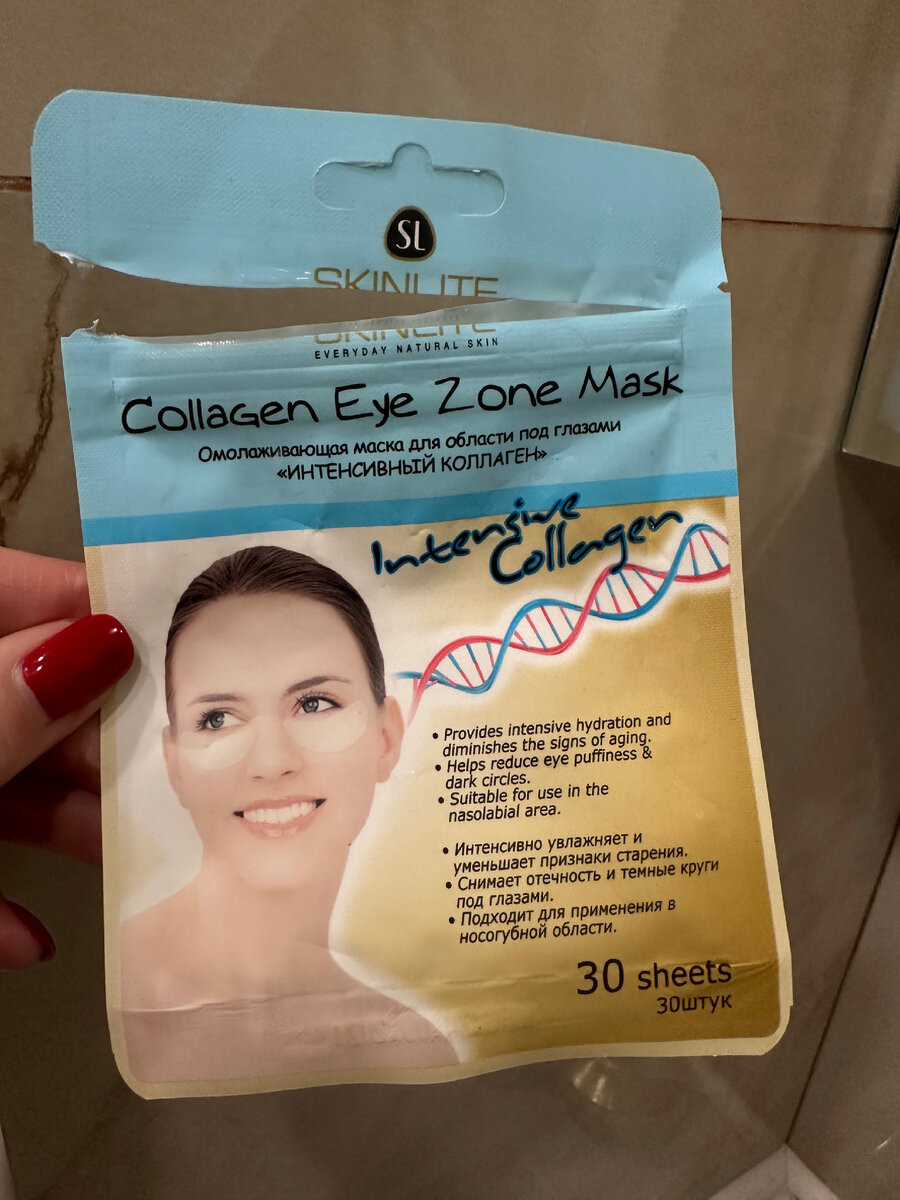 SL
SKINLITE
EVERYDAY NATURAL SKIN
Collagen Eye Zone Mask
Омолаживающая маска для области под глазами
«ИНТЕНСИВНЫЙ КОЛЛАГЕН»
Intensive
Collagen
• Provides intensive hydration and
diminishes the signs of aging.
• Helps reduce eye puffiness &
dark circles.
• Suitable for use in the
nasolabial area.
• Интенсивно увлажняет и
уменьшает признаки старения.
• Снимает отечность и темные круги
под глазами.
• Подходит для применения в
носогубной области.
30 sheets
30штук